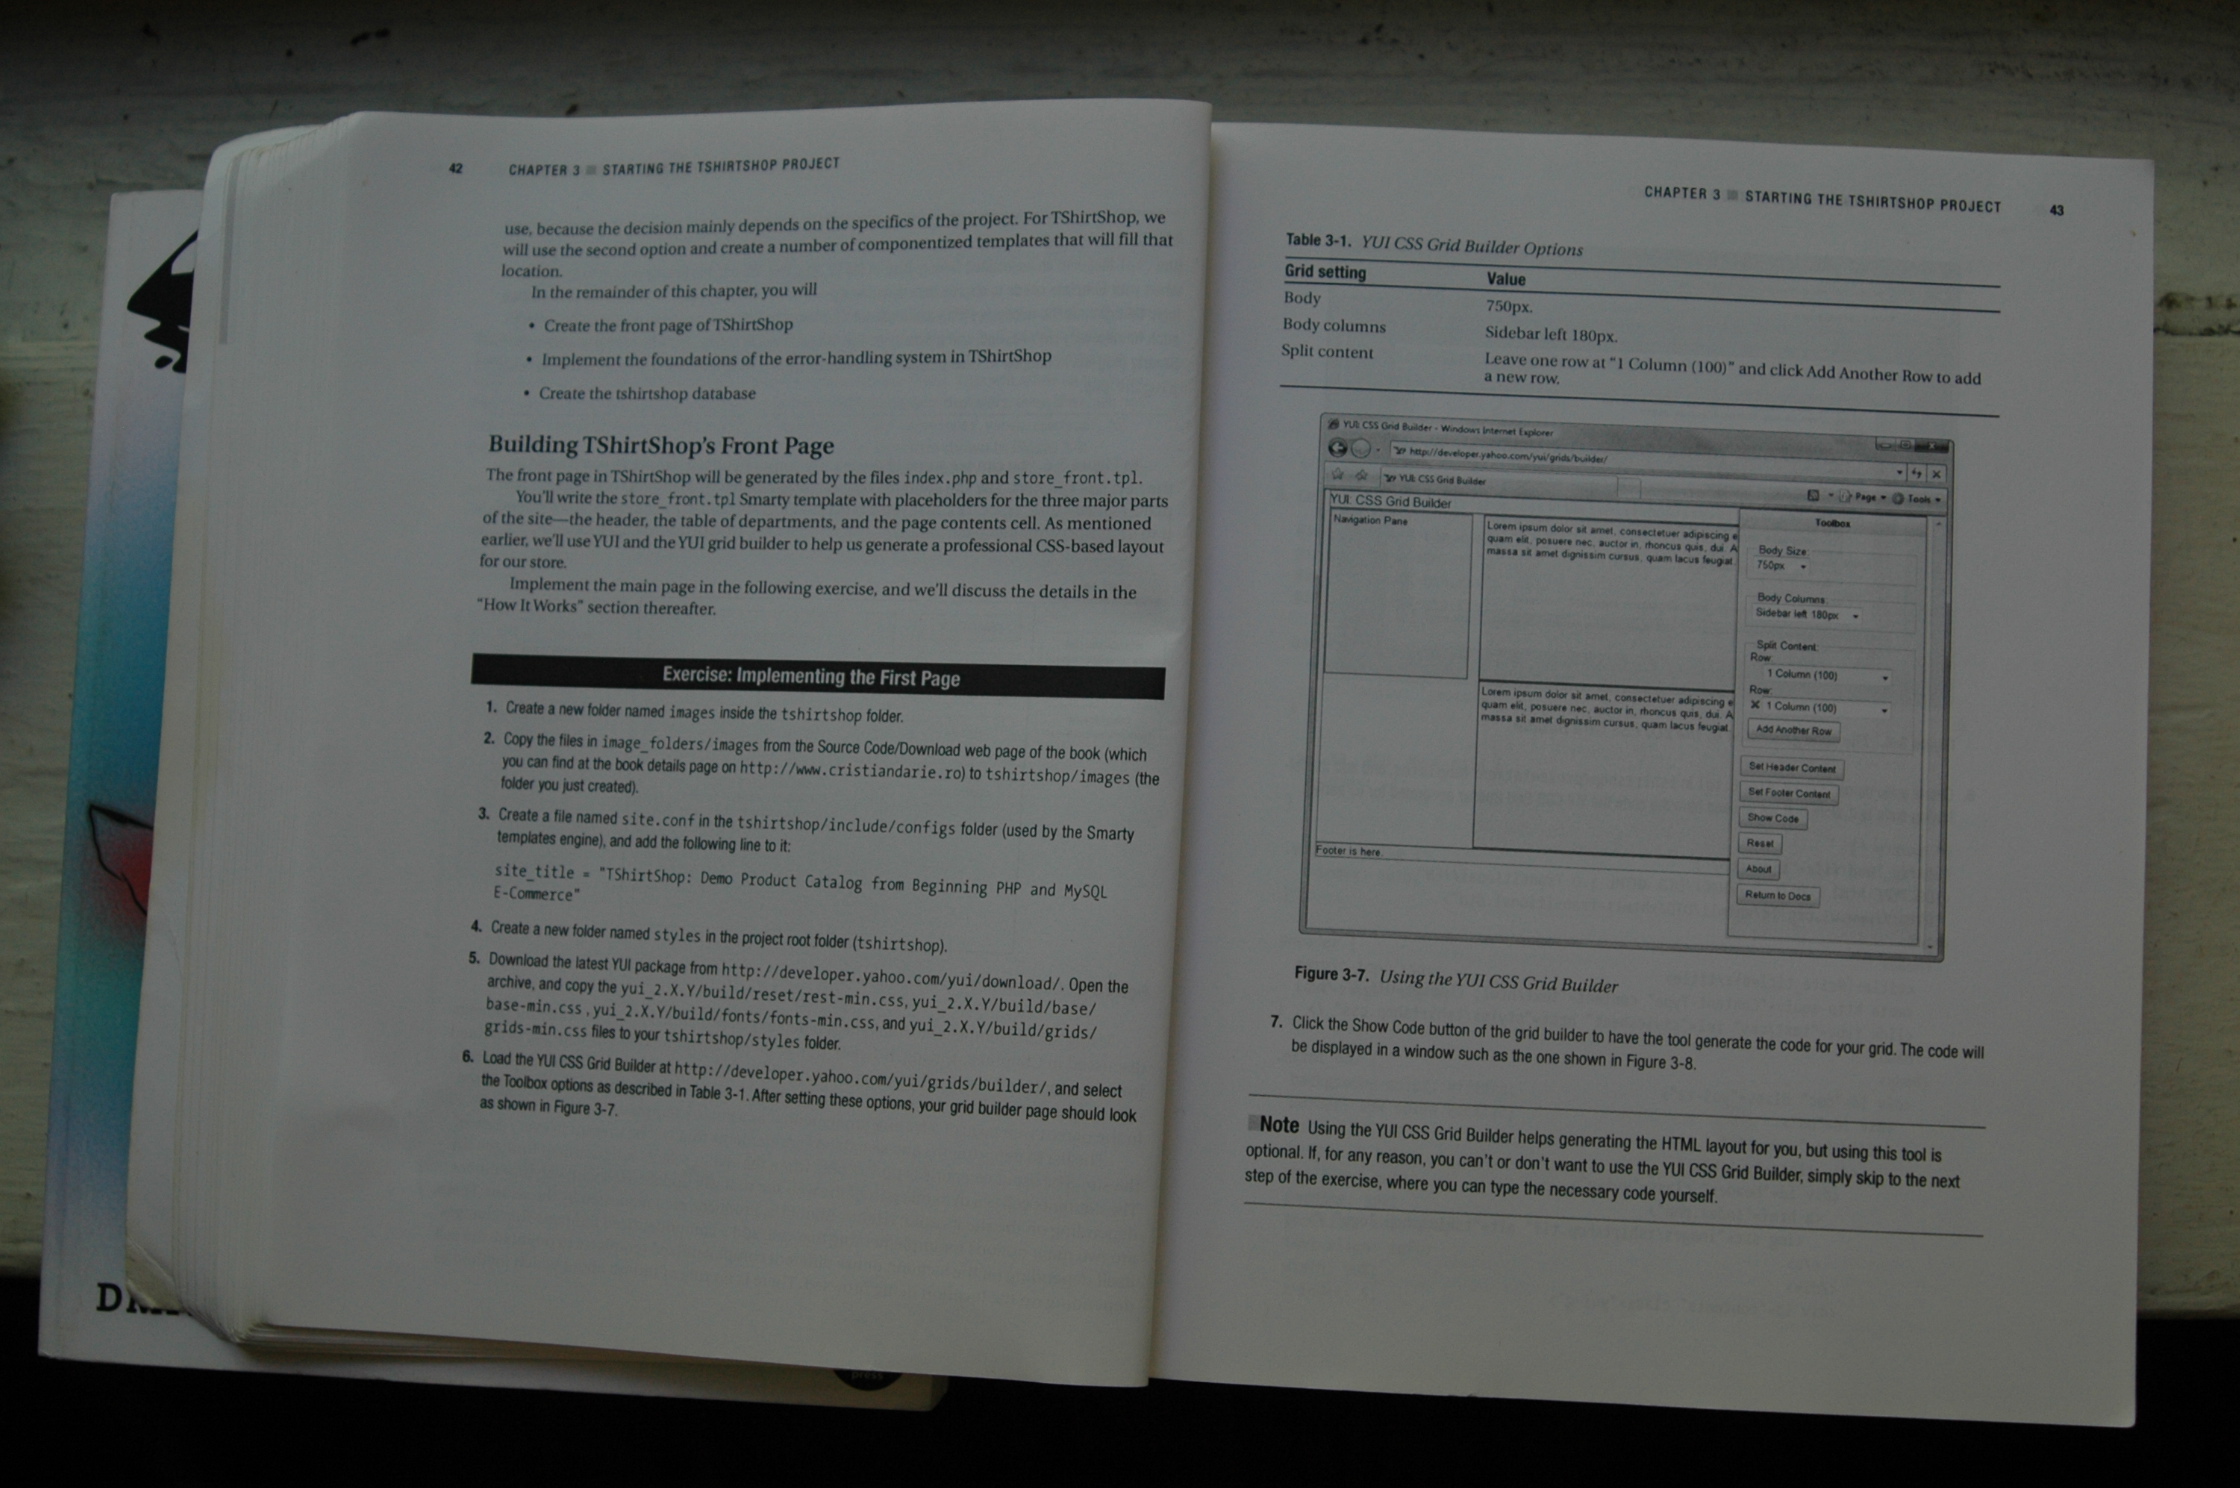 42
CHAPTER 3 ■ STARTING THE TSHIRTSHOP PROJECT
use, because the decision mainly depends on the specifics of the project. For TShirtShop, we
will use the second option and create a number of componentized templates that will fill that
location.
In the remainder of this chapter, you will
• Create the front page of TShirtShop
• Implement the foundations of the error-handling system in TShirtShop
• Create the tshirtshop database
Building TShirtShop's Front Page
The front page in TShirtShop will be generated by the files index.php and store_front.tpl.
You'll write the store_front.tpl Smarty template with placeholders for the three major parts
of the site—the header, the table of departments, and the page contents cell. As mentioned
earlier, we'll use YUI and the YUI grid builder to help us generate a professional CSS-based layout
for our store.
Implement the main page in the following exercise, and we'll discuss the details in the
"How It Works" section thereafter.
Exercise: Implementing the First Page
1. Create a new folder named images inside the tshirtshop folder.
2. Copy the files in image_folders/images from the Source Code/Download web page of the book (which
you can find at the book details page on http://www.cristiandarie.ro) to tshirtshop/images (the
folder you just created).
3. Create a file named site.conf in the tshirtshop/include/configs folder (used by the Smarty
templates engine), and add the following line to it:
site_title = "TShirtShop: Demo Product Catalog from Beginning PHP and MySQL
E-Commerce"
4. Create a new folder named styles in the project root folder (tshirtshop).
5. Download the latest YUI package from http://developer.yahoo.com/yui/download/. Open the
archive, and copy the yui_2.X.Y/build/reset/rest-min.css, yui_2.X.Y/build/base/
base-min.css, yui_2.X.Y/build/fonts/fonts-min.css, and yui_2.X.Y/build/grids/
grids-min.css files to your tshirtshop/styles folder.
6. Load the YUI CSS Grid Builder at http://developer.yahoo.com/yui/grids/builder/, and select
the Toolbox options as described in Table 3-1. After setting these options, your grid builder page should look
as shown in Figure 3-7.
CHAPTER 3 ■ STARTING THE TSHIRTSHOP PROJECT
43
Table 3-1. YUI CSS Grid Builder Options
Grid setting Value
Body 750px.
Body columns Sidebar left 180px.
Split content Leave one row at "1 Column (100)" and click Add Another Row to add
a new row.
YUI: CSS Grid Builder - Windows Internet Explorer
http://developer.yahoo.com/yui/grids/builder/
YUI: CSS Grid Builder
Page
Tools
YUI: CSS Grid Builder
Navigation Pane
Lorem ipsum dolor sit amet, consectetuer adipiscing e
quam elit, posuere nec, auctor in, rhoncus quis, dui. A
massa sit amet dignissim cursus, quam lacus feugiat
Lorem ipsum dolor sit amet, consectetuer adipiscing e
quam elit, posuere nec, auctor in, rhoncus quis, dui. A
massa sit amet dignissim cursus, quam lacus feugiat
Footer is here.
Toolbox
Body Size:
750px
Body Columns:
Sidebar left 180px
Split Content:
Row:
1 Column (100)
Row:
X 1 Column (100)
Add Another Row
Set Header Content
Set Footer Content
Show Code
Reset
About
Return to Docs
Figure 3-7. Using the YUI CSS Grid Builder
7. Click the Show Code button of the grid builder to have the tool generate the code for your grid. The code will
be displayed in a window such as the one shown in Figure 3-8.
■ Note Using the YUI CSS Grid Builder helps generating the HTML layout for you, but using this tool is
optional. If, for any reason, you can't or don't want to use the YUI CSS Grid Builder, simply skip to the next
step of the exercise, where you can type the necessary code yourself.